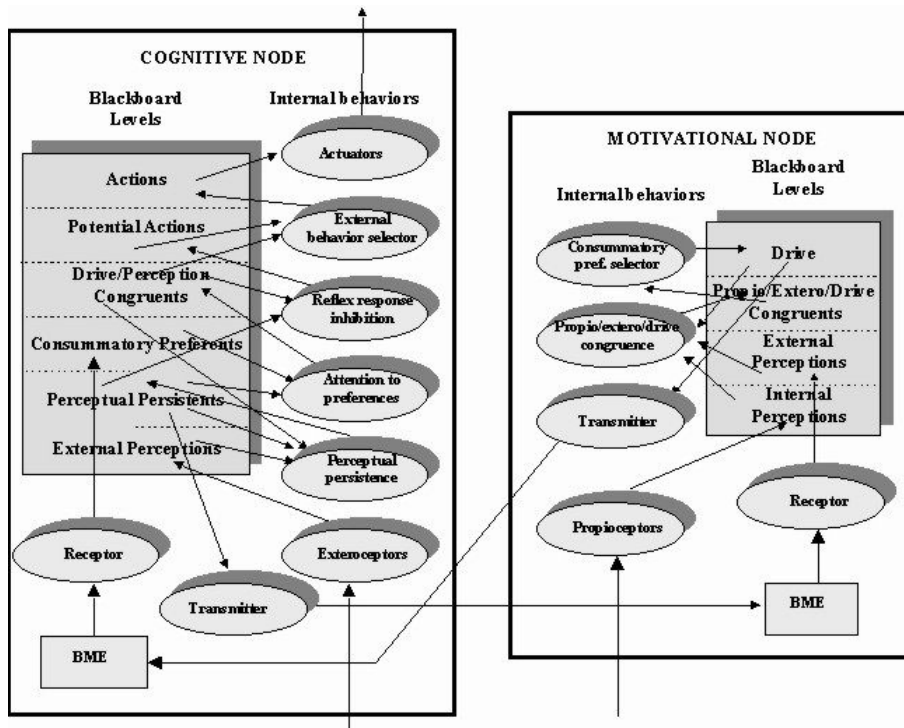 COGNITIVE NODE
Blackboard
Levels
Internal behaviors
Actions
Potential Actions
Drive/Perception
Congruents
Consummatory Preferents
Perceptual Persistents
External Perceptions
Actuators
External
behavior selector
Reflex response
inhibition
Attention to
preferences
Perceptual
persistence
Receptor
Exteroceptors
Transmitter
BME
MOTIVATIONAL NODE
Internal behaviors
Blackboard
Levels
Consummatory
pref. selector
Propio/extero/drive
congruence
Transmitter
Propioceptors
Drive
Propio/Extero/Drive
Congruents
External
Perceptions
Internal
Perceptions
Receptor
BME